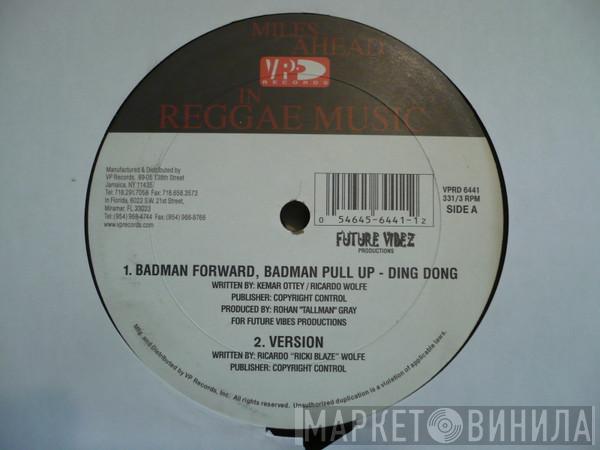 MILES
AHEAD
VP
RECORDS
IN
REGGAE MUSIC
Manufactured & Distributed by
VP Records, 89-05 138th Street
Jamaica, NY 11435
Tel: 718.291.7058 Fax: 718.658.3573
In Florida, 6022 S.W. 21st Street,
Miramar, FL 33023
Tel: (954) 966-4744 Fax: (954) 966-8766
www.vprecords.com
VPRD 6441
331/3 RPM
SIDE A
0 54645-6441-1 2
FUTURE VIBEZ
PRODUCTIONS
1. BADMAN FORWARD, BADMAN PULL UP - DING DONG
WRITTEN BY: KEMAR OTTEY / RICARDO WOLFE
PUBLISHER: COPYRIGHT CONTROL
PRODUCED BY: ROHAN "TALLMAN" GRAY
FOR FUTURE VIBES PRODUCTIONS
2. VERSION
WRITTEN BY: RICARDO "RICKI BLAZE" WOLFE
PUBLISHER: COPYRIGHT CONTROL
Mfg. and Distributed by VP Records, Inc. All rights reserved. Unauthorized duplication is a violation of applicable laws.
МАРКЕТ ВИНИЛА